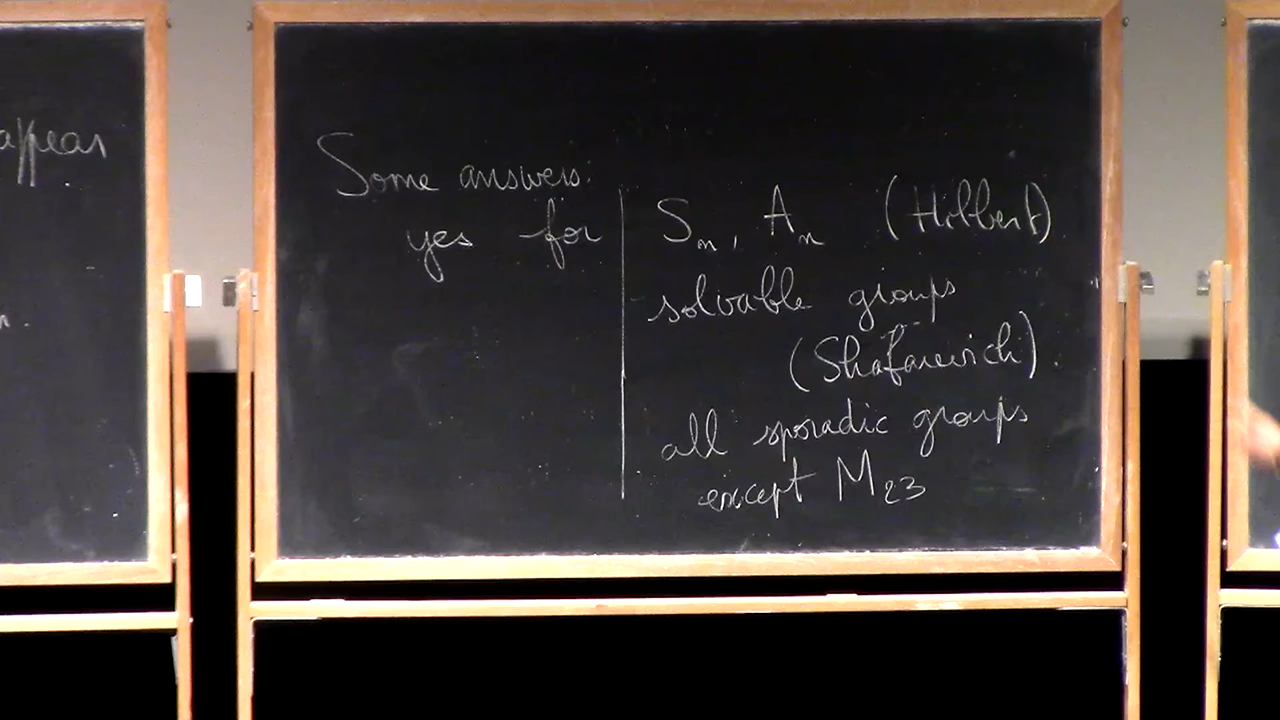 appear
n.
Some answers:
yes for
Sₙ, Aₙ (Hilbert)
solvable groups
(Shafarevich).
all sporadic groups
except M₂₃